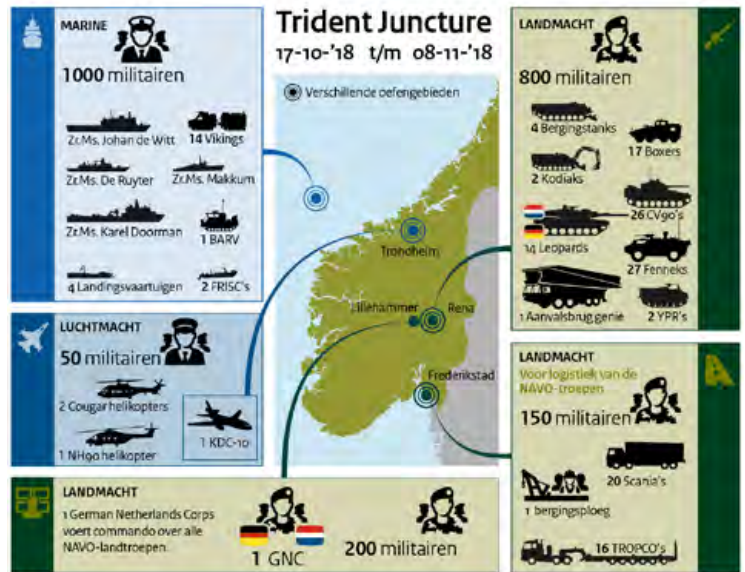 Trident Juncture
17-10-'18 t/m 08-11-'18
Verschillende oefengebieden
MARINE
1000 militairen
Zr.Ms. Johan de Witt
14 Vikings
Zr.Ms. De Ruyter
Zr.Ms. Makkum
Zr.Ms. Karel Doorman
1 BARV
4 Landingsvaartuigen
2 FRISC's
LUCHTMACHT
50 militairen
2 Cougar helikopters
1 NH90 helikopter
1 KDC-10
Trondheim
Lillehammer
Rena
Frederikstad
LANDMACHT
800 militairen
4 Bergingstanks
17 Boxers
2 Kodiaks
26 CV90's
14 Leopards
27 Fenneks
1 Aanvalsbrug genie
2 YPR's
LANDMACHT
Voor logistiek van de
NAVO-troepen
150 militairen
20 Scania's
1 bergingsploeg
16 TROPCO's
LANDMACHT
1 German Netherlands Corps
voert commando over alle
NAVO-landtroepen.
1 GNC
200 militairen